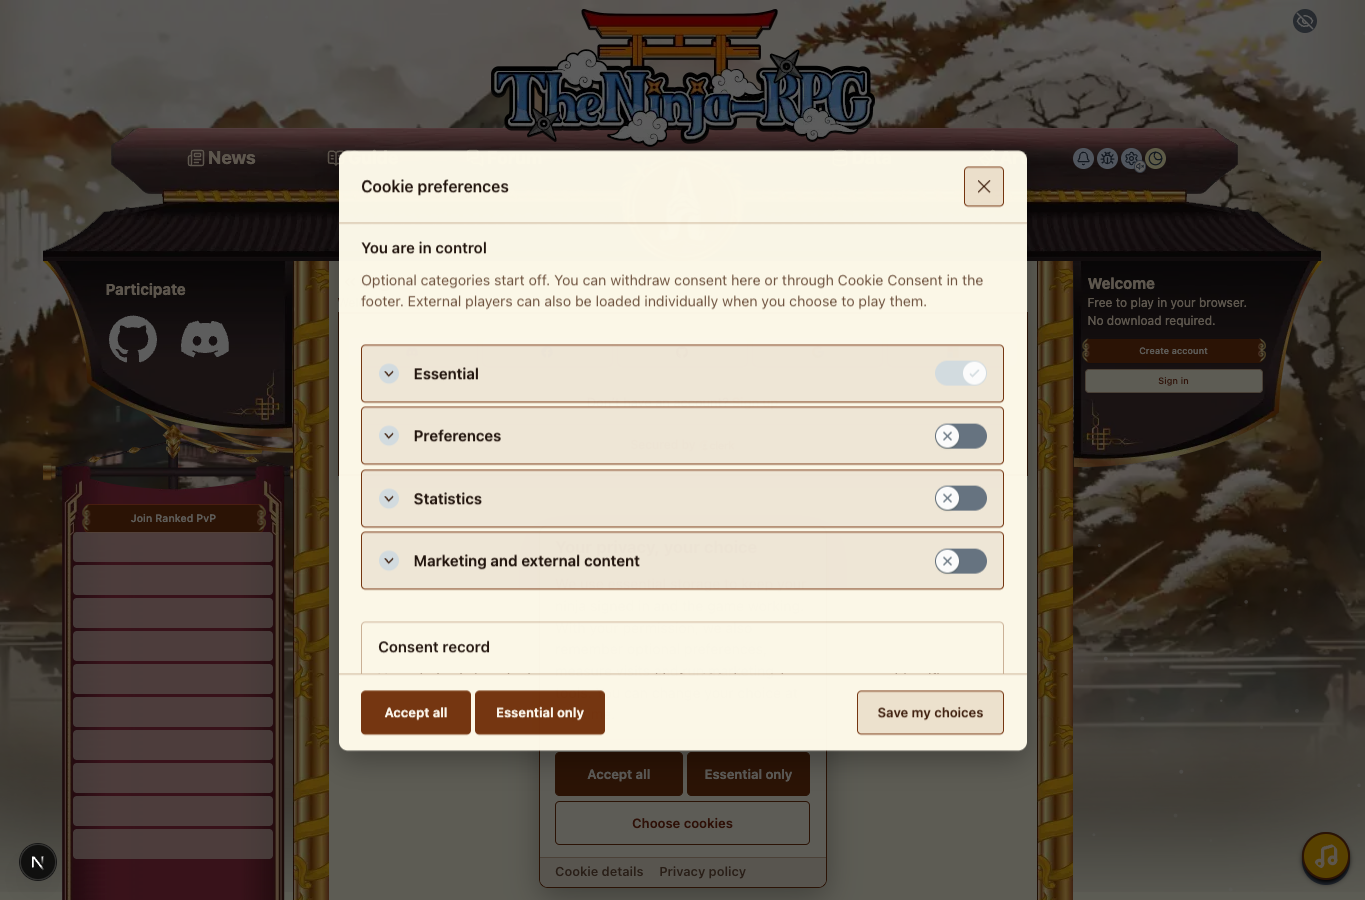 TheNinja-RPG
News
Cookie preferences
You are in control
Optional categories start off. You can withdraw consent here or through Cookie Consent in the
footer. External players can also be loaded individually when you choose to play them.
Essential
Preferences
Statistics
Marketing and external content
Consent record
Accept all
Essential only
Save my choices
Participate
Join Ranked PvP
Welcome
Free to play in your browser.
No download required.
Create account
Sign in
Accept all
Essential only
Choose cookies
Cookie details
Privacy policy
N